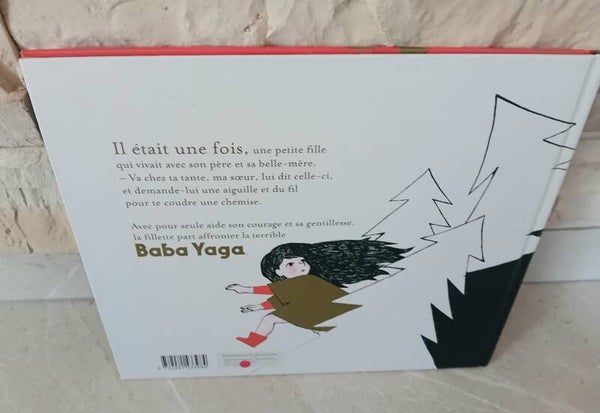 Il était une fois, une petite fille
qui vivait avec son père et sa belle-mère.
– Va chez ta tante, ma sœur, lui dit celle-ci,
et demande-lui une aiguille et du fil
pour te coudre une chemise.
Avec pour seule aide son courage et sa gentillesse,
la fillette part affronter la terrible
Baba Yaga